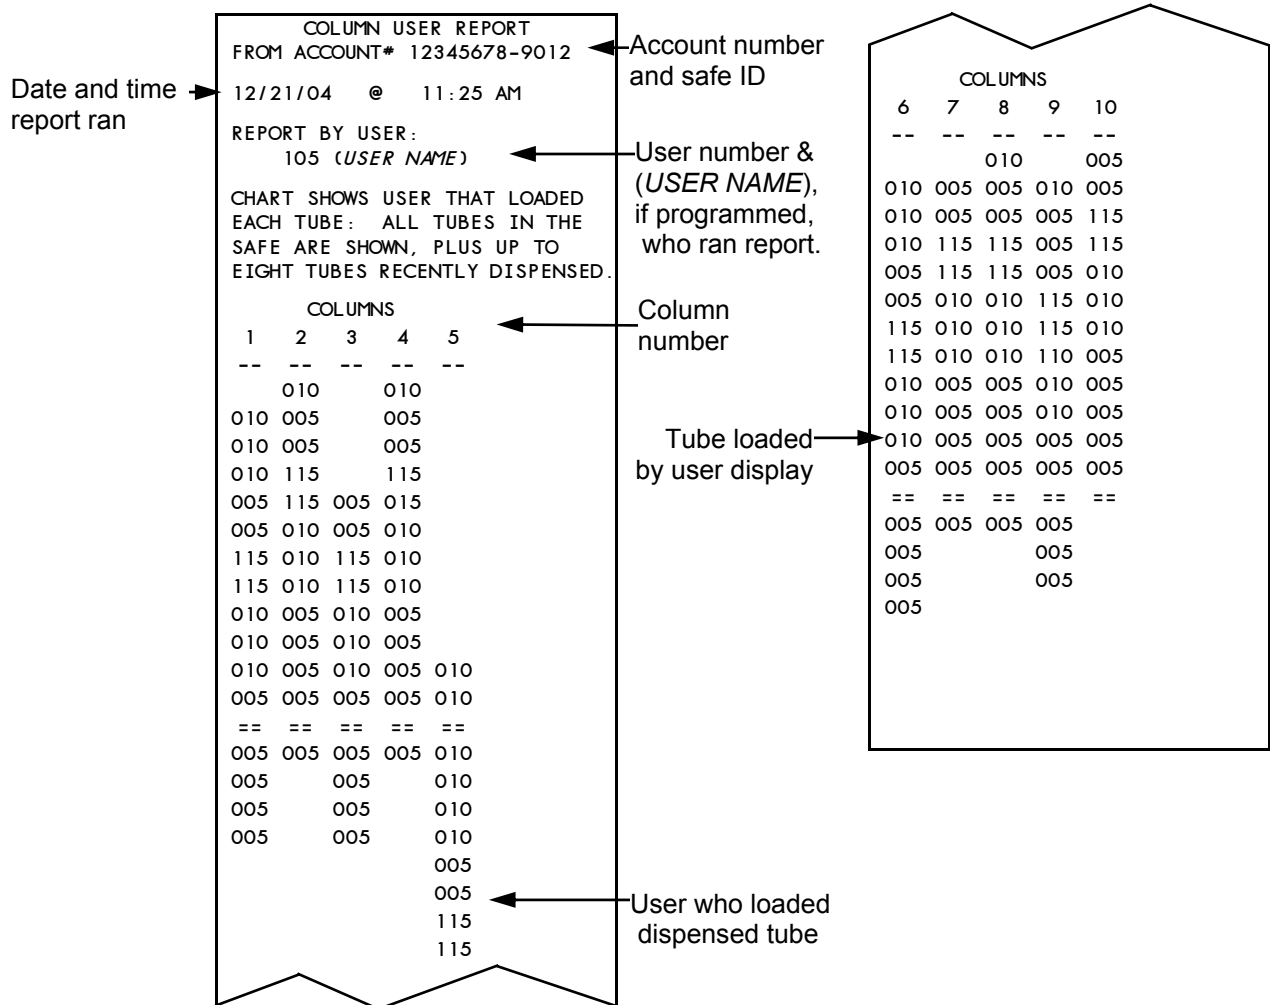 COLUMN USER REPORT
FROM ACCOUNT# 12345678-9012
12/21/04 @ 11:25 AM
REPORT BY USER:
105 (USER NAME)
CHART SHOWS USER THAT LOADED
EACH TUBE: ALL TUBES IN THE
SAFE ARE SHOWN, PLUS UP TO
EIGHT TUBES RECENTLY DISPENSED.
COLUMNS
1 2 3 4 5
-- -- -- -- --
010 010
010 005 005
010 005 005
010 115 115
005 115 005 015
005 010 005 010
115 010 115 010
115 010 115 010
010 005 010 005
010 005 010 005
010 005 010 005 010
005 005 005 005 010
== == == == ==
005 005 005 005 010
005 005 010
005 005 010
005 005 010
005
005
115
115
Date and time
report ran
Account number
and safe ID
User number &
(USER NAME),
if programmed,
who ran report.
Column
number
Tube loaded
by user display
User who loaded
dispensed tube
COLUMNS
6 7 8 9 10
-- -- -- -- --
010 005
010 005 005 010 005
010 005 005 005 115
010 115 115 005 115
005 115 115 005 010
005 010 010 115 010
115 010 010 115 010
115 010 010 110 005
010 005 005 010 005
010 005 005 010 005
010 005 005 005 005
005 005 005 005 005
== == == == ==
005 005 005 005
005 005
005 005
005